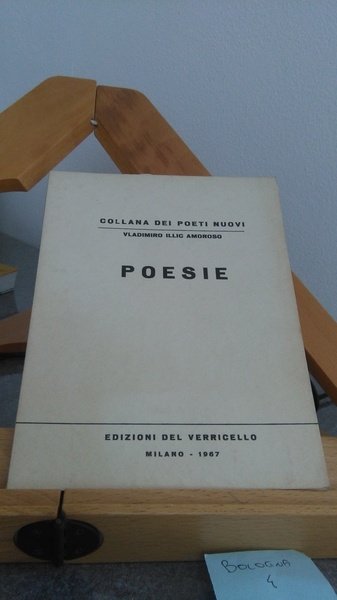 COLLANA DEI POETI NUOVI
VLADIMIRO ILLIC AMOROSO
POESIE
EDIZIONI DEL VERRICELLO
MILANO - 1967
BOLOGNA
4